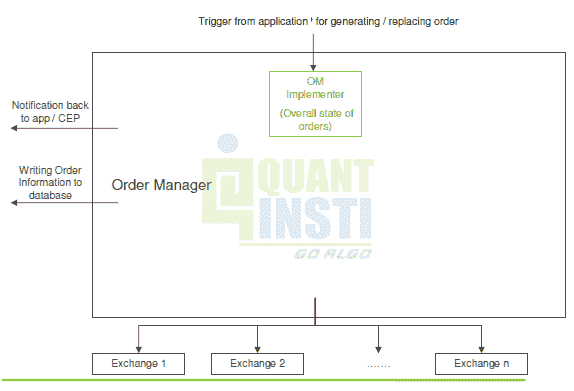 Trigger from application ' for generating / replacing order
OM
Implementer
(Overall state of
orders)
Notification back
to app / CEP
Writing Order
Information to
database
Order Manager
QUANT
INSTI
GO ALGO
Exchange 1
Exchange 2
.......
Exchange n